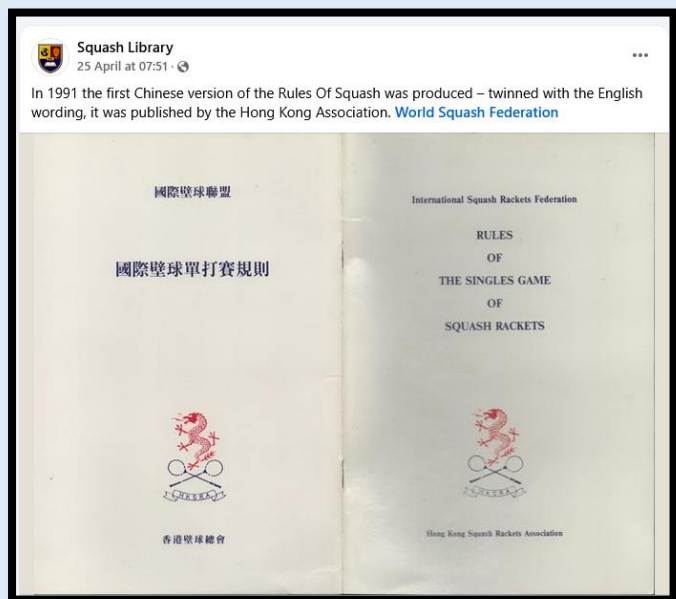 Squash Library
25 April at 07:51 ·
In 1991 the first Chinese version of the Rules Of Squash was produced – twinned with the English
wording, it was published by the Hong Kong Association. World Squash Federation
國際壁球聯盟
國際壁球單打賽規則
HKSRA
香港壁球總會
International Squash Rackets Federation
RULES
OF
THE SINGLES GAME
OF
SQUASH RACKETS
HKSRA
Hong Kong Squash Rackets Association